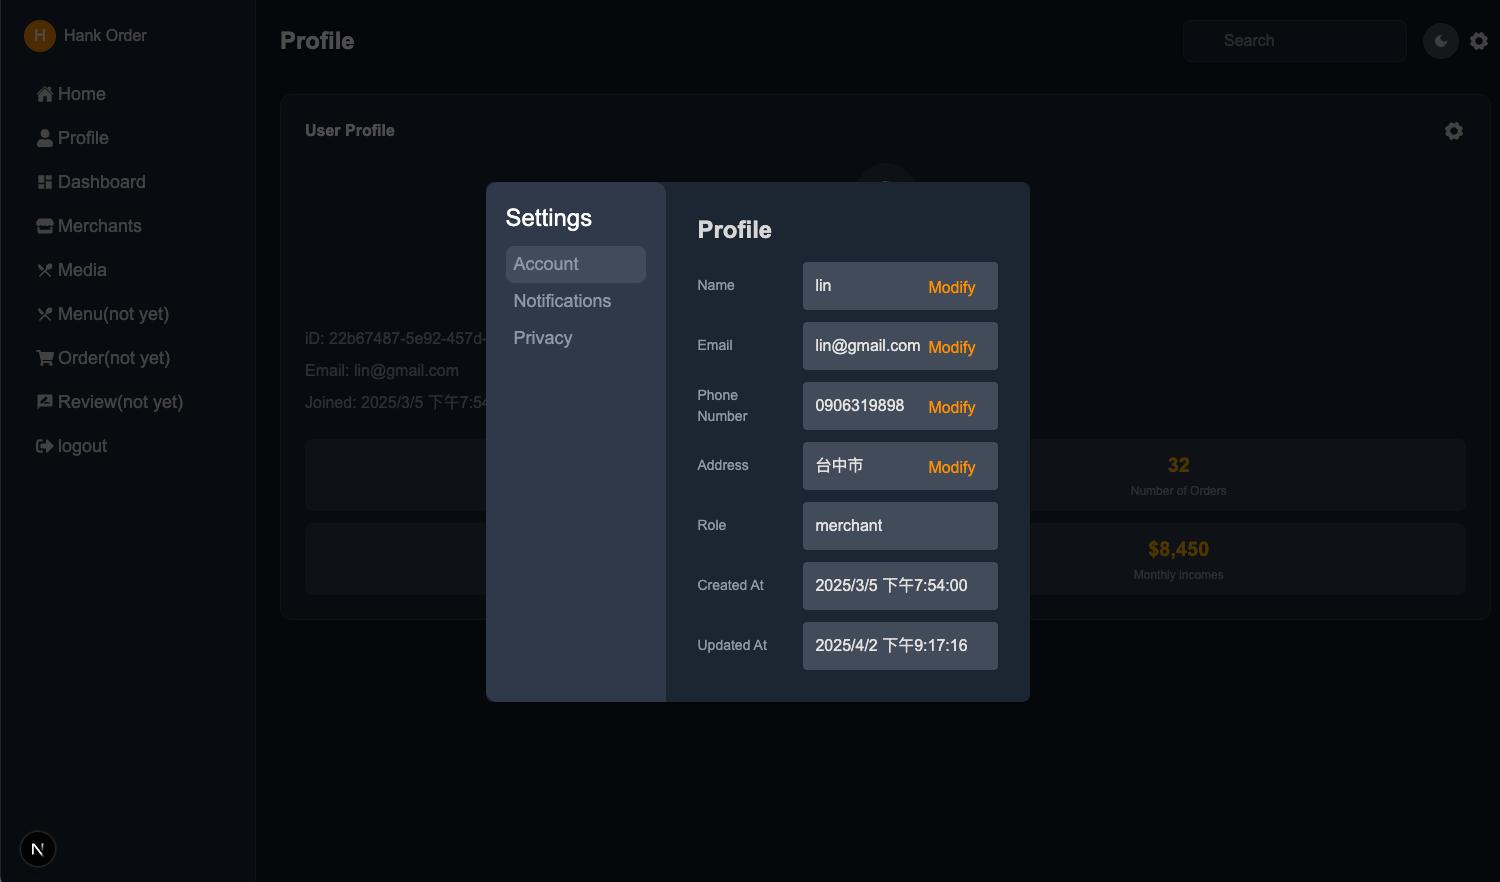 H Hank Order
Home
Profile
Dashboard
Merchants
Media
Menu(not yet)
Order(not yet)
Review(not yet)
logout
N
Profile
Search
User Profile
iD: 22b67487-5e92-457d-
Email: lin@gmail.com
Joined: 2025/3/5 下午7:54
32
Number of Orders
$8,450
Monthly incomes
Settings
Account
Notifications
Privacy
Profile
Name lin Modify
Email lin@gmail.com Modify
Phone
Number 0906319898 Modify
Address 台中市 Modify
Role merchant
Created At 2025/3/5 下午7:54:00
Updated At 2025/4/2 下午9:17:16